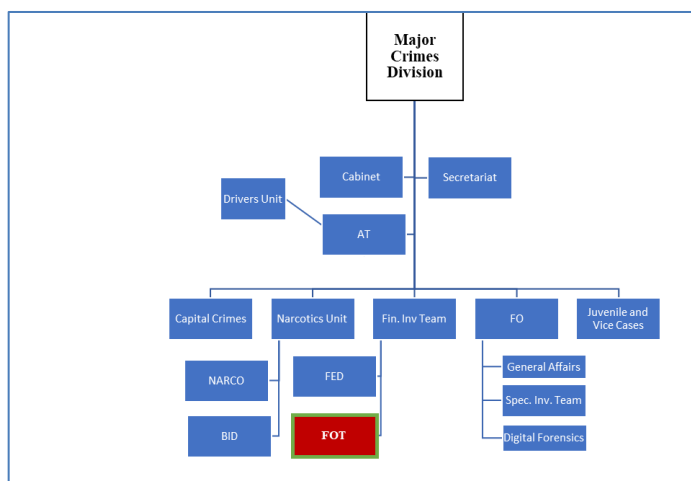 Major
Crimes
Division
Cabinet
Secretariat
Drivers Unit
AT
Capital Crimes
Narcotics Unit
Fin. Inv Team
FO
Juvenile and
Vice Cases
NARCO
FED
General Affairs
Spec. Inv. Team
BID
FOT
Digital Forensics